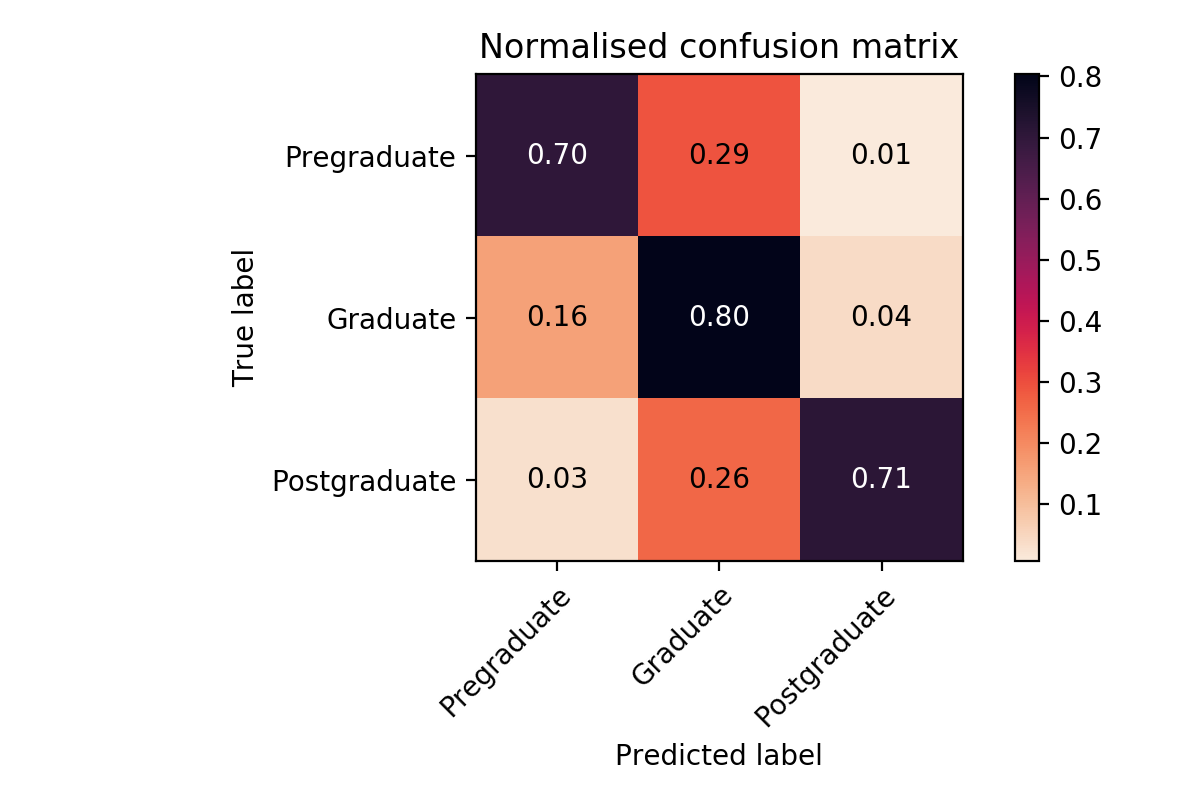 Normalised confusion matrix
Pregraduate 0.70 0.29 0.01
Graduate 0.16 0.80 0.04
Postgraduate 0.03 0.26 0.71
True label
Pregraduate
Graduate
Postgraduate
Predicted label
0.8
0.7
0.6
0.5
0.4
0.3
0.2
0.1